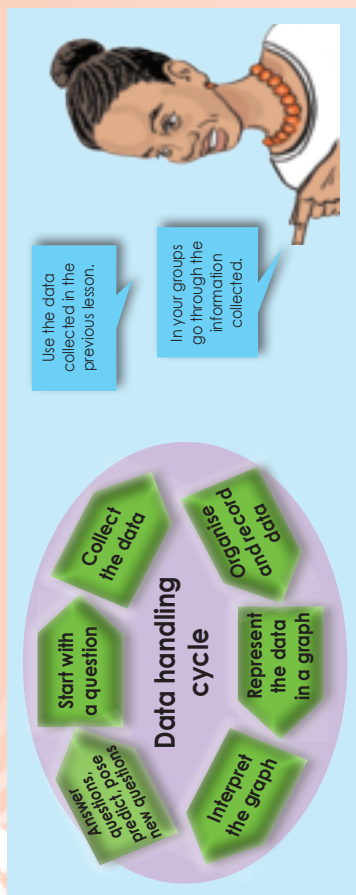 Data handling
cycle
Start with
a question
Collect
the data
Organise
and record
data
Represent
the data
in a graph
Interpret
the graph
Answer
questions,
predict, pose
new questions
Use the data
collected in the
previous lesson.
In your groups
go through the
information
collected.